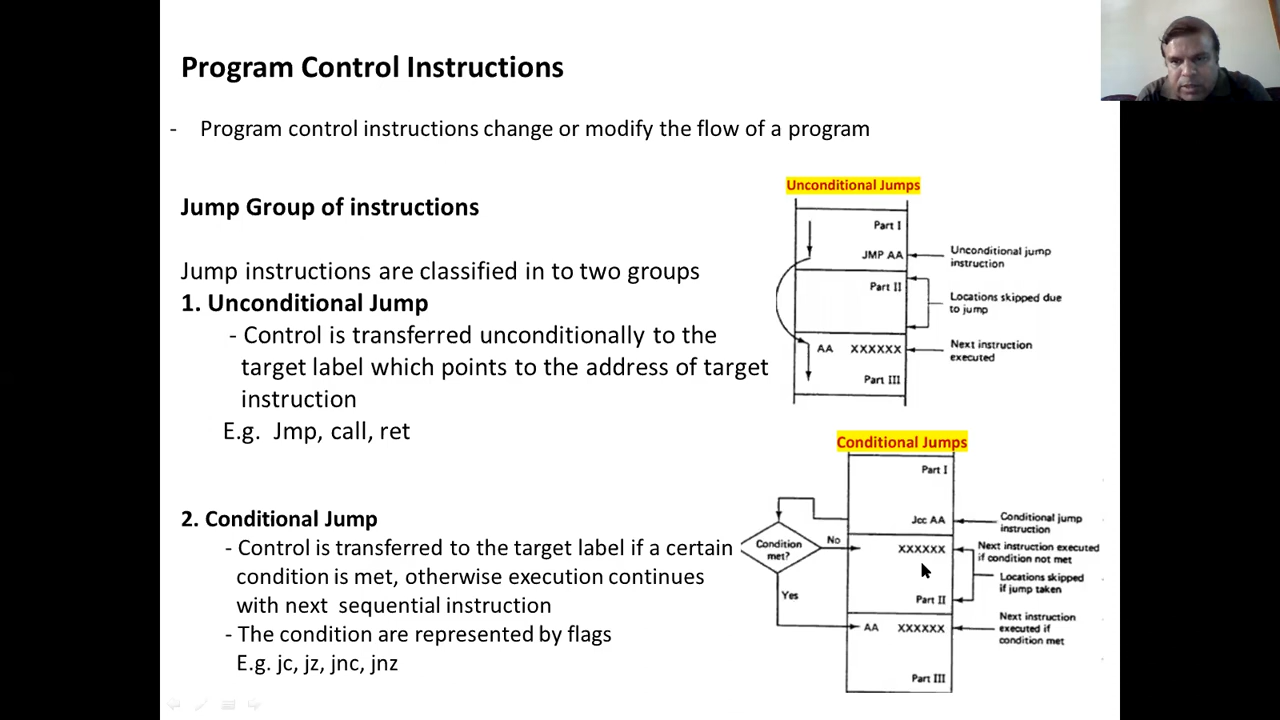 Program Control Instructions
- Program control instructions change or modify the flow of a program
Jump Group of instructions
Jump instructions are classified in to two groups
1. Unconditional Jump
- Control is transferred unconditionally to the
target label which points to the address of target
instruction
E.g. Jmp, call, ret
2. Conditional Jump
- Control is transferred to the target label if a certain
condition is met, otherwise execution continues
with next sequential instruction
- The condition are represented by flags
E.g. jc, jz, jnc, jnz
Unconditional Jumps
Part I
JMP AA
Unconditional jump
instruction
Part II
Locations skipped due
to jump
AA XXXXXX
Next instruction
executed
Part III
Conditional Jumps
Part I
Jcc AA
Conditional jump
instruction
Condition
met?
No
XXXXXX
Next instruction executed
if condition not met
Locations skipped
if jump taken
Yes
Part II
AA XXXXXX
Next instruction
executed if
condition met
Part III